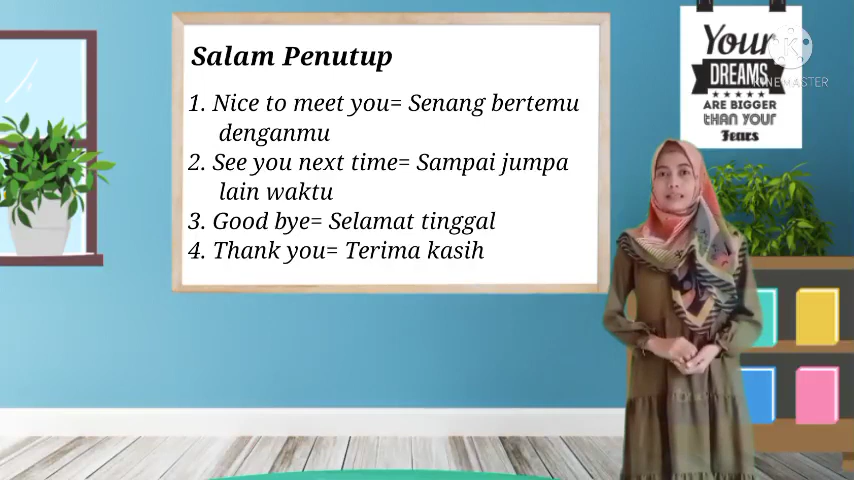 Salam Penutup
1. Nice to meet you= Senang bertemu
denganmu
2. See you next time= Sampai jumpa
lain waktu
3. Good bye= Selamat tinggal
4. Thank you= Terima kasih
Your
DREAMS
ARE BIGGER
THAN YOUR
Fears
KINEMASTER